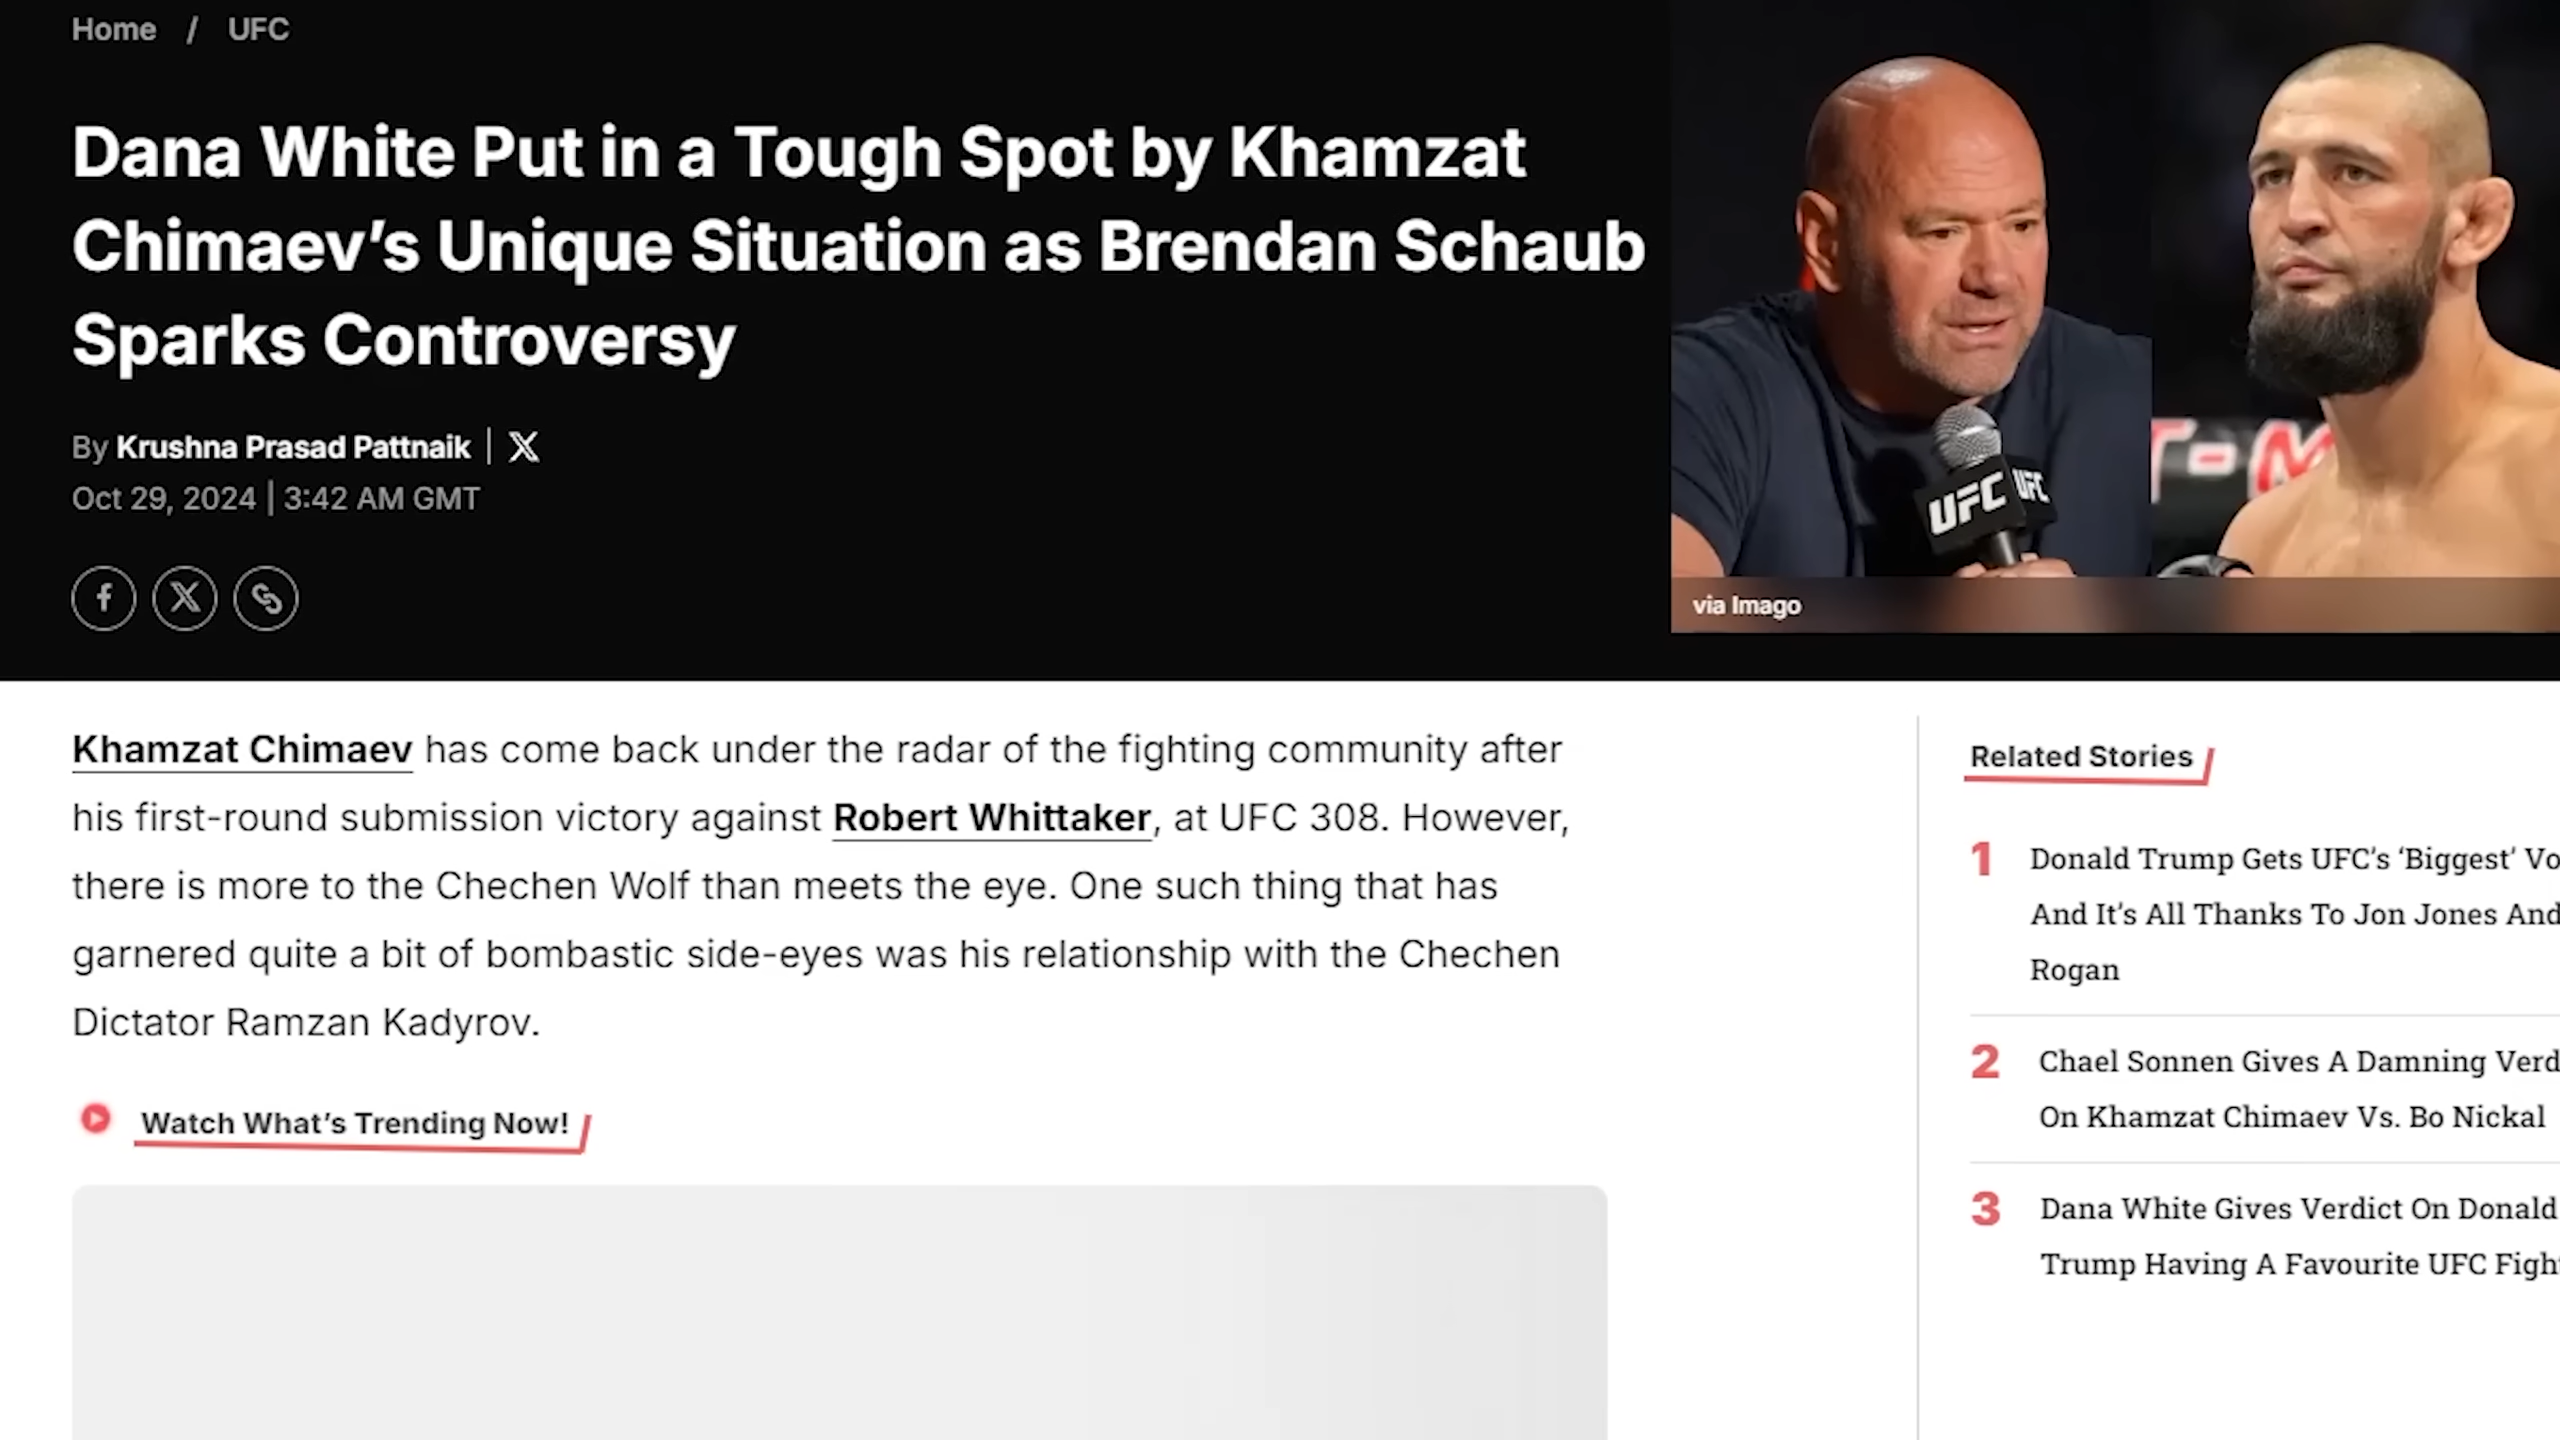 Home / UFC
Dana White Put in a Tough Spot by Khamzat
Chimaev’s Unique Situation as Brendan Schaub
Sparks Controversy
By Krushna Prasad Pattnaik | X
Oct 29, 2024 | 3:42 AM GMT
UFC UFC
via Imago
Khamzat Chimaev has come back under the radar of the fighting community after
his first-round submission victory against Robert Whittaker, at UFC 308. However,
there is more to the Chechen Wolf than meets the eye. One such thing that has
garnered quite a bit of bombastic side-eyes was his relationship with the Chechen
Dictator Ramzan Kadyrov.
Watch What’s Trending Now!
Related Stories
1 Donald Trump Gets UFC’s ‘Biggest’ Vo
And It’s All Thanks To Jon Jones And
Rogan
2 Chael Sonnen Gives A Damning Verd
On Khamzat Chimaev Vs. Bo Nickal
3 Dana White Gives Verdict On Donald
Trump Having A Favourite UFC Figh